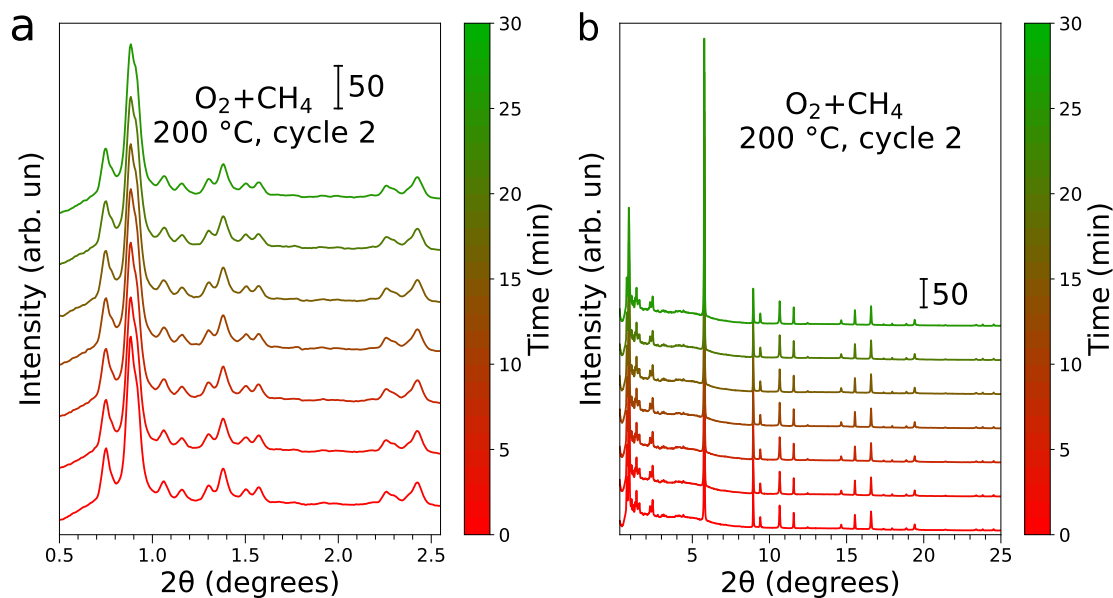 a
O₂+CH₄
200 °C, cycle 2
50
Intensity (arb. un)
0.5 1.0 1.5 2.0 2.5
2θ (degrees)
30
25
20
15
10
5
0
Time (min)
b
O₂+CH₄
200 °C, cycle 2
50
Intensity (arb. un)
5 10 15 20 25
2θ (degrees)
30
25
20
15
10
5
0
Time (min)